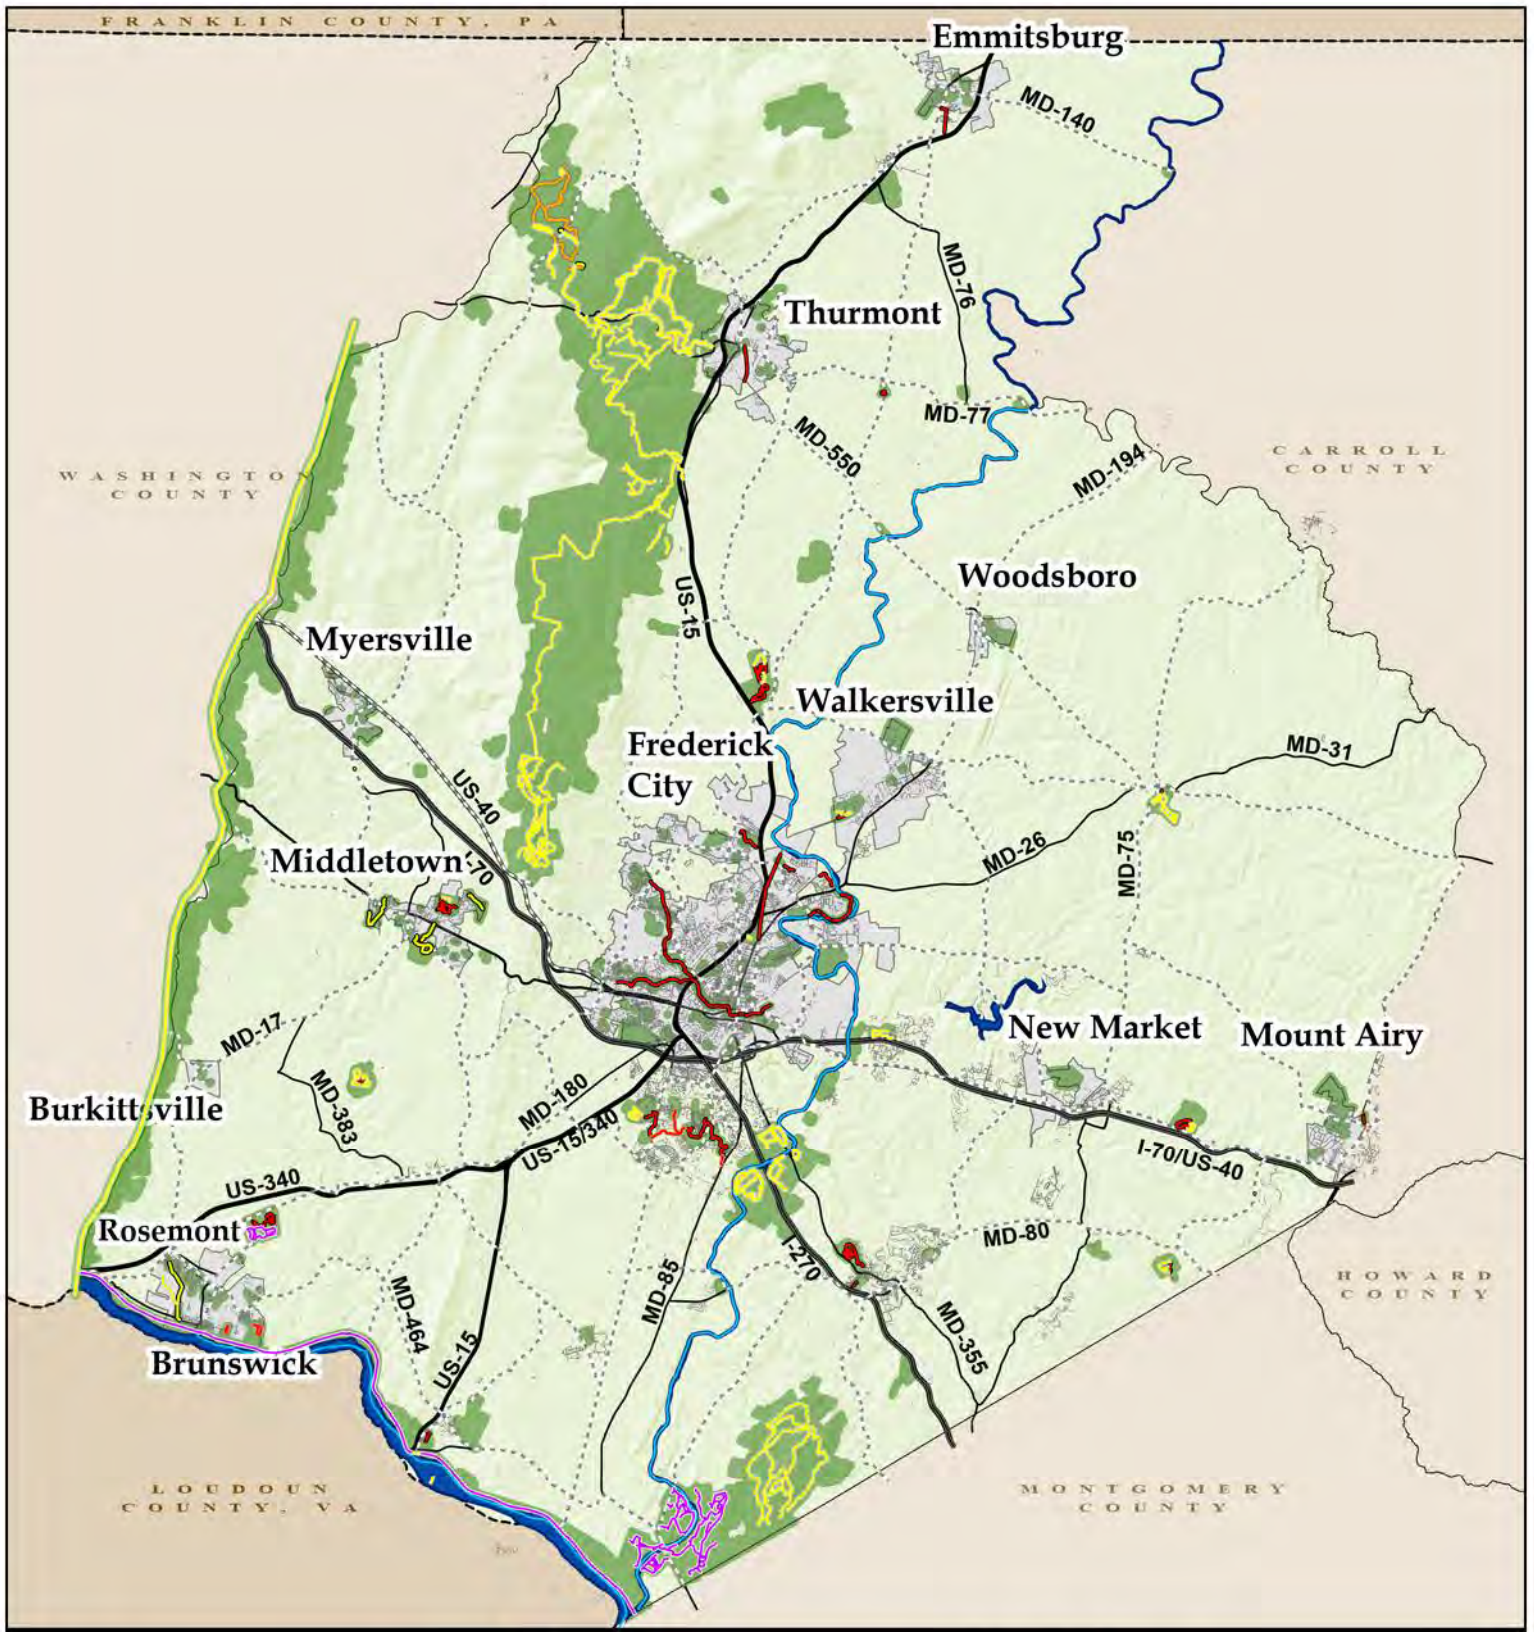 FRANKLIN COUNTY, PA
Emmitsburg
MD-140
MD-76
Thurmont
MD-77
MD-550
MD-194
CARROLL
COUNTY
WASHINGTO
COUNTY
Woodsboro
US-15
Myersville
Walkersville
Frederick
City
MD-31
US-40
MD-26
MD-75
Middletown
I-70
New Market
Mount Airy
MD-17
MD-383
MD-180
US-15/340
Burkittsville
I-70/US-40
US-340
Rosemont
MD-80
I-270
MD-85
HOWARD
COUNTY
MD-464
US-15
MD-355
Brunswick
LOUDOUN
COUNTY, VA
MONTGOMERY
COUNTY